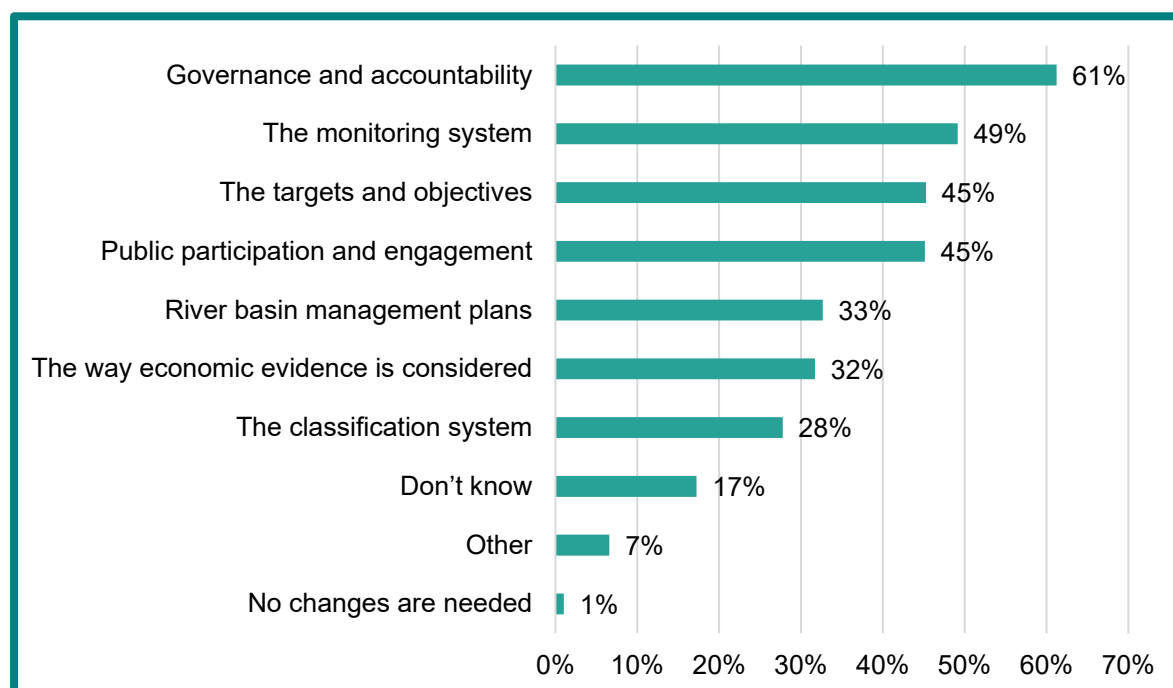 Governance and accountability 61%
The monitoring system 49%
The targets and objectives 45%
Public participation and engagement 45%
River basin management plans 33%
The way economic evidence is considered 32%
The classification system 28%
Don’t know 17%
Other 7%
No changes are needed 1%
0% 10% 20% 30% 40% 50% 60% 70%